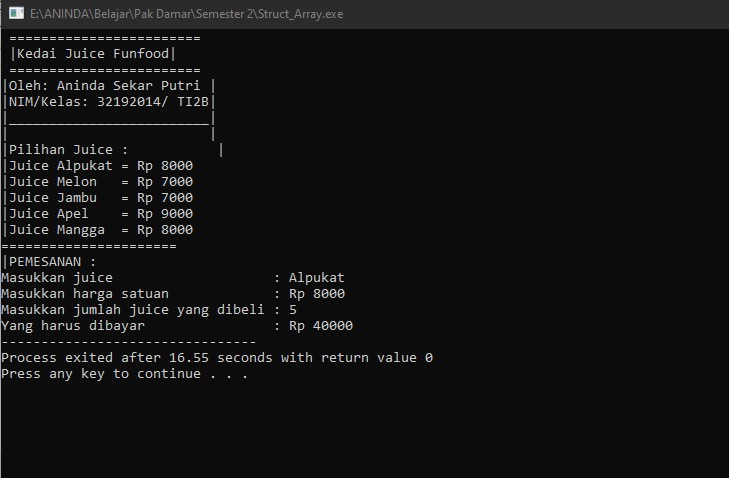 E:\ANINDA\Belajar\Pak Damar\Semester 2\Struct_Array.exe
========================
|Kedai Juice Funfood|
========================
|Oleh: Aninda Sekar Putri |
|NIM/Kelas: 32192014/ TI2B|
|_________________________|
|                         |
|Pilihan Juice :           |
|Juice Alpukat = Rp 8000
|Juice Melon   = Rp 7000
|Juice Jambu   = Rp 7000
|Juice Apel    = Rp 9000
|Juice Mangga  = Rp 8000
======================
|PEMESANAN :
Masukkan juice                    : Alpukat
Masukkan harga satuan             : Rp 8000
Masukkan jumlah juice yang dibeli : 5
Yang harus dibayar                : Rp 40000
--------------------------------
Process exited after 16.55 seconds with return value 0
Press any key to continue . . .